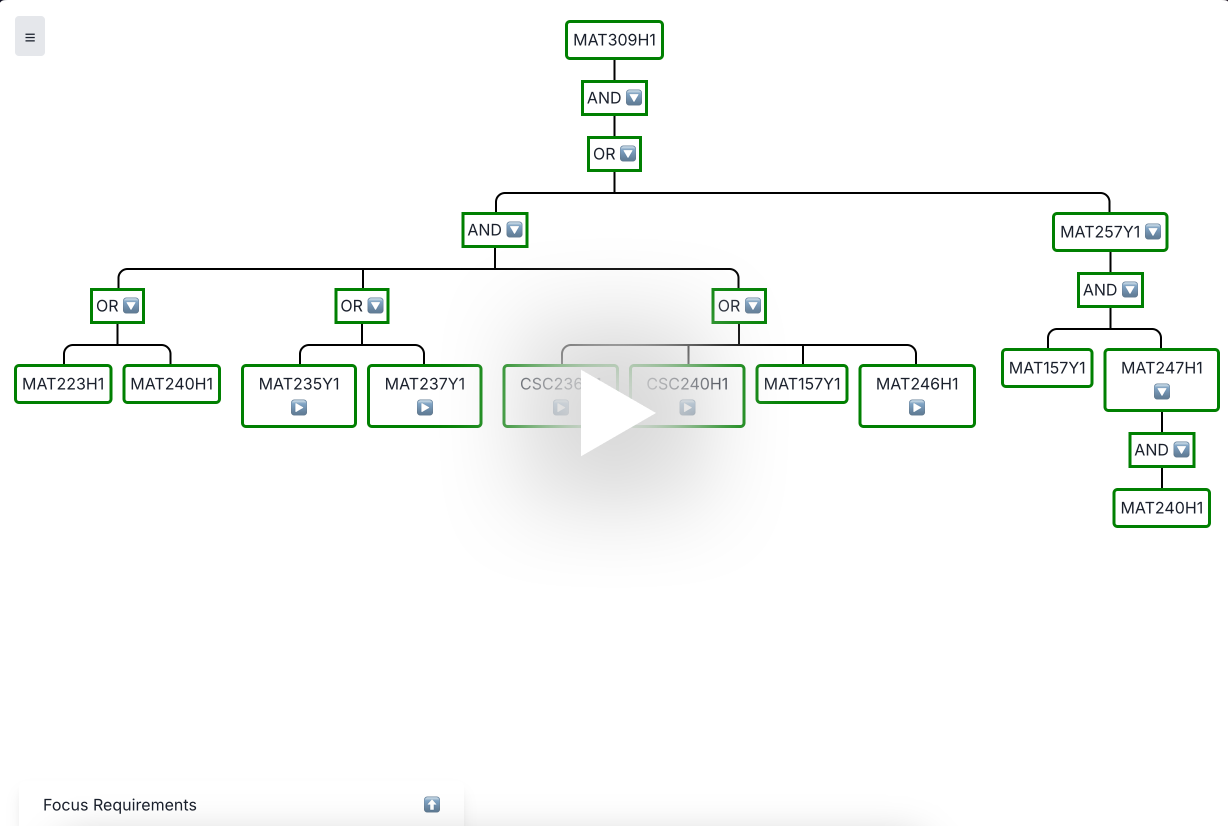 MAT309H1
AND
OR
AND
MAT257Y1
OR
OR
OR
AND
MAT223H1
MAT240H1
MAT235Y1
MAT237Y1
CSC236
CSC240H1
MAT157Y1
MAT246H1
MAT157Y1
MAT247H1
AND
MAT240H1
Focus Requirements